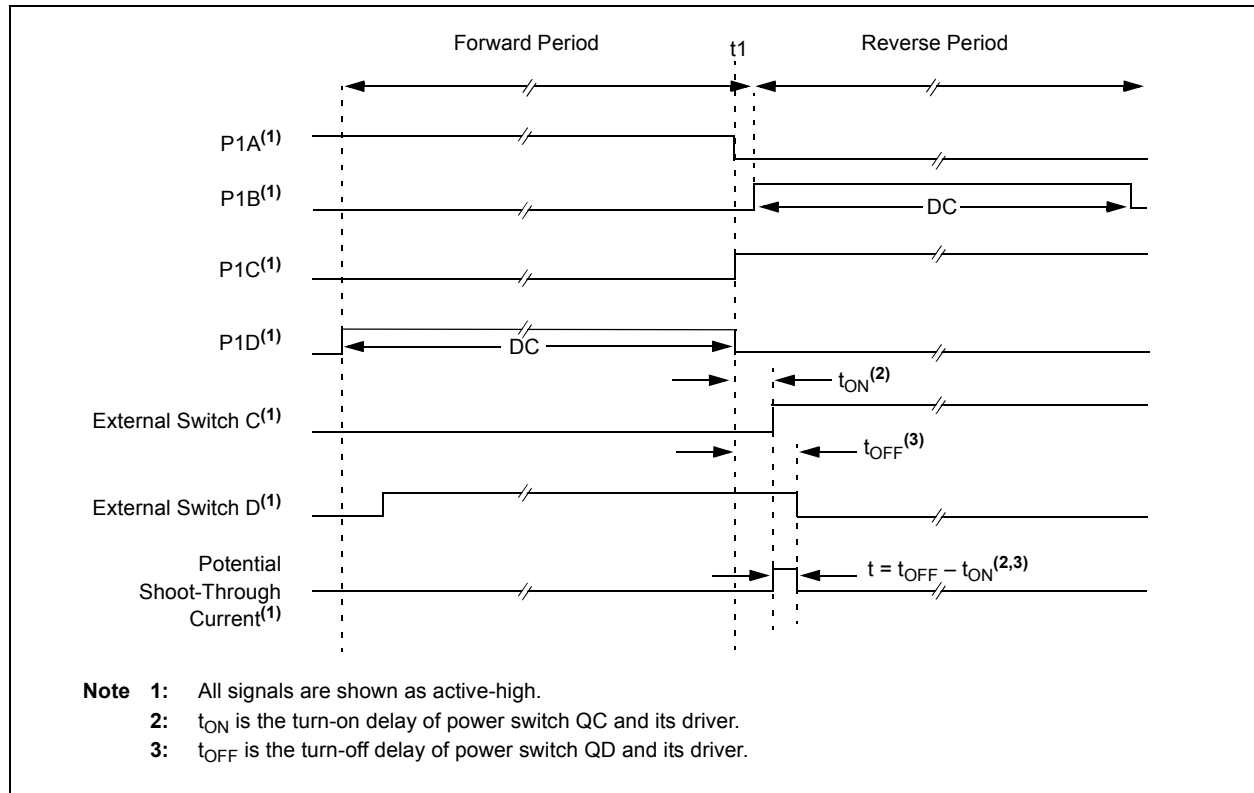 Forward Period
t1
Reverse Period
P1A(1)
P1B(1)
DC
P1C(1)
P1D(1)
DC
tON(2)
External Switch C(1)
tOFF(3)
External Switch D(1)
Potential
Shoot-Through
Current(1)
t = tOFF – tON(2,3)
Note 1: All signals are shown as active-high.
2: tON is the turn-on delay of power switch QC and its driver.
3: tOFF is the turn-off delay of power switch QD and its driver.